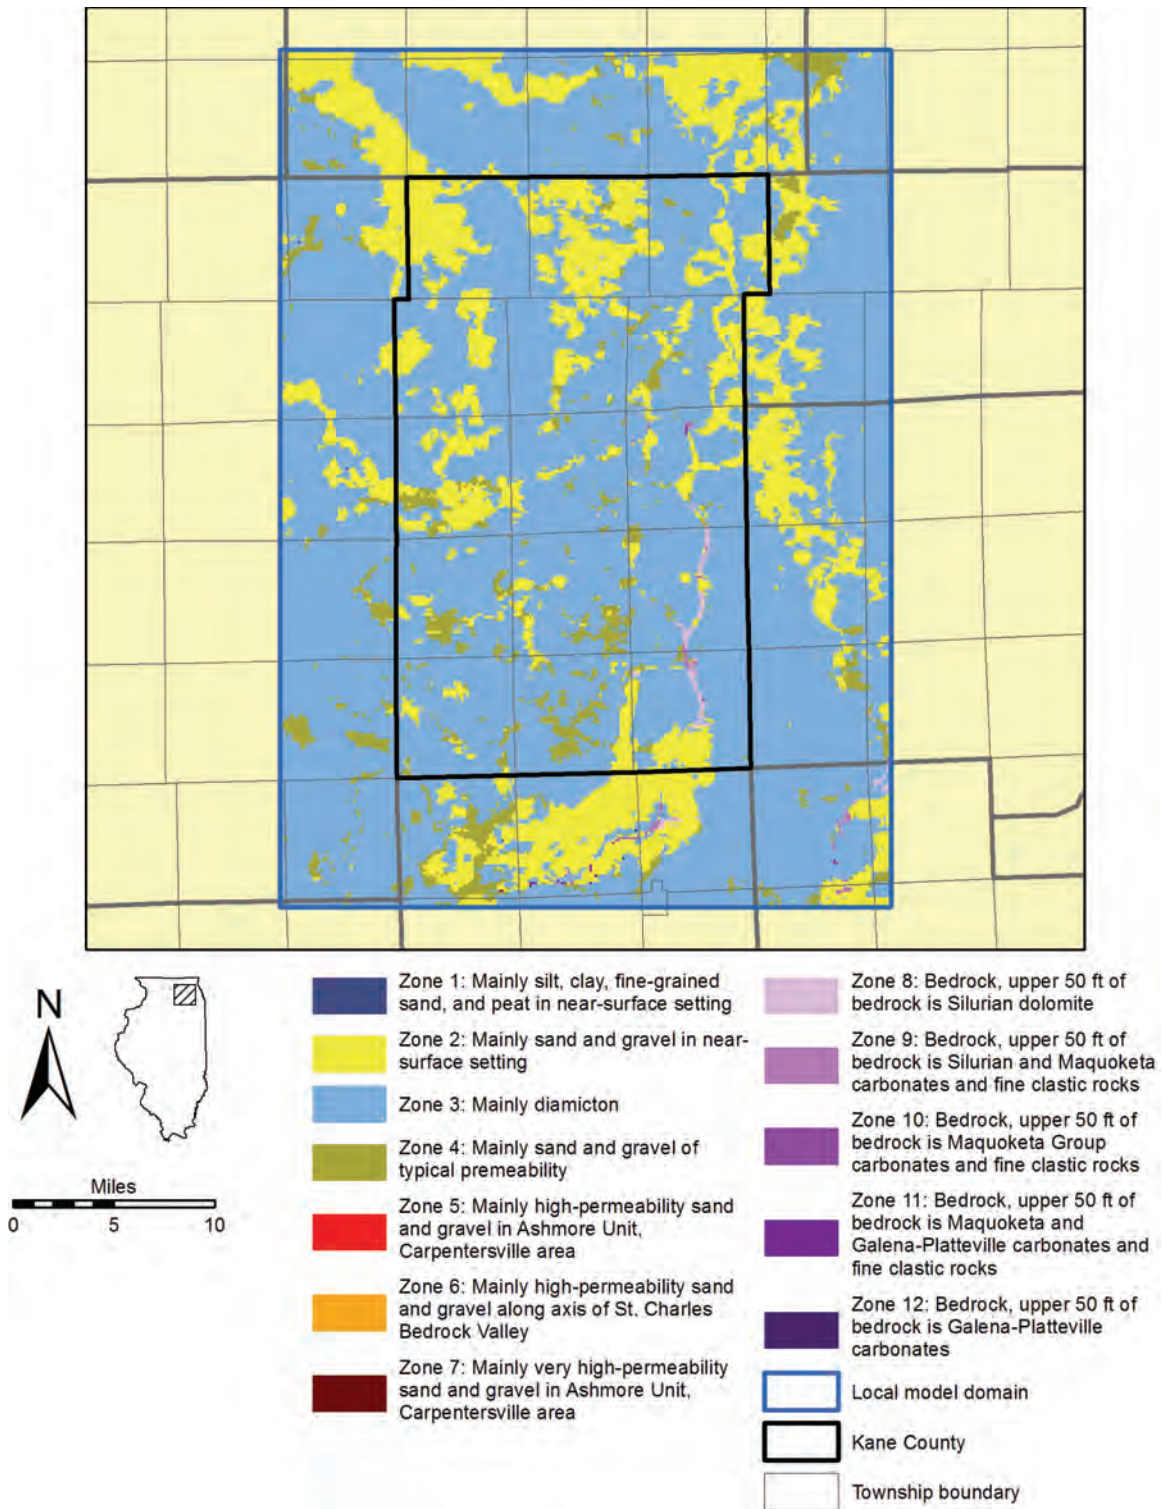 N
Miles
0 5 10
Zone 1: Mainly silt, clay, fine-grained
sand, and peat in near-surface setting
Zone 2: Mainly sand and gravel in near-
surface setting
Zone 3: Mainly diamicton
Zone 4: Mainly sand and gravel of
typical premeability
Zone 5: Mainly high-permeability sand
and gravel in Ashmore Unit,
Carpentersville area
Zone 6: Mainly high-permeability sand
and gravel along axis of St. Charles
Bedrock Valley
Zone 7: Mainly very high-permeability
sand and gravel in Ashmore Unit,
Carpentersville area
Zone 8: Bedrock, upper 50 ft of
bedrock is Silurian dolomite
Zone 9: Bedrock, upper 50 ft of
bedrock is Silurian and Maquoketa
carbonates and fine clastic rocks
Zone 10: Bedrock, upper 50 ft of
bedrock is Maquoketa Group
carbonates and fine clastic rocks
Zone 11: Bedrock, upper 50 ft of
bedrock is Maquoketa and
Galena-Platteville carbonates and
fine clastic rocks
Zone 12: Bedrock, upper 50 ft of
bedrock is Galena-Platteville
carbonates
Local model domain
Kane County
Township boundary